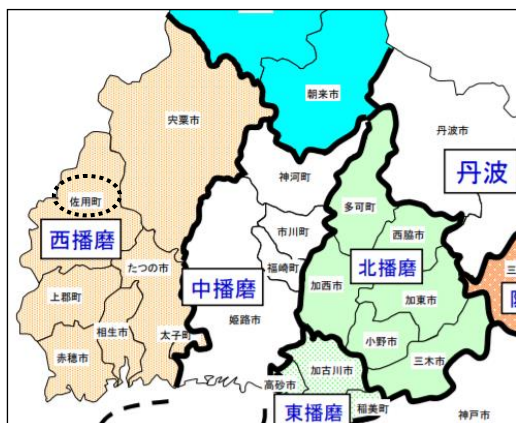 朝来市
宍粟市
丹波市
丹波
神河町
佐用町
多可町
西脇市
市川町
西播磨
北播磨
たつの市
福崎町
中播磨
加西市
加東市
上郡町
姫路市
相生市
太子町
小野市
赤穂市
三木市
加古川市
高砂市
東播磨
稲美町
神戸市